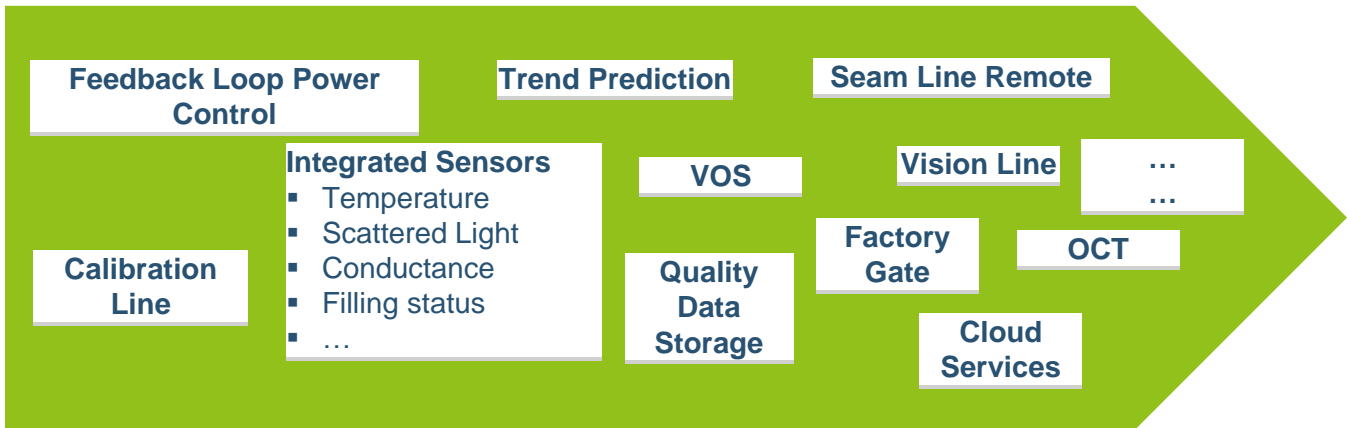 Feedback Loop Power
Control
Trend Prediction
Seam Line Remote
Integrated Sensors
▪ Temperature
▪ Scattered Light
▪ Conductance
▪ Filling status
▪ …
VOS
Vision Line
…
…
Calibration
Line
Quality
Data
Storage
Factory
Gate
OCT
Cloud
Services